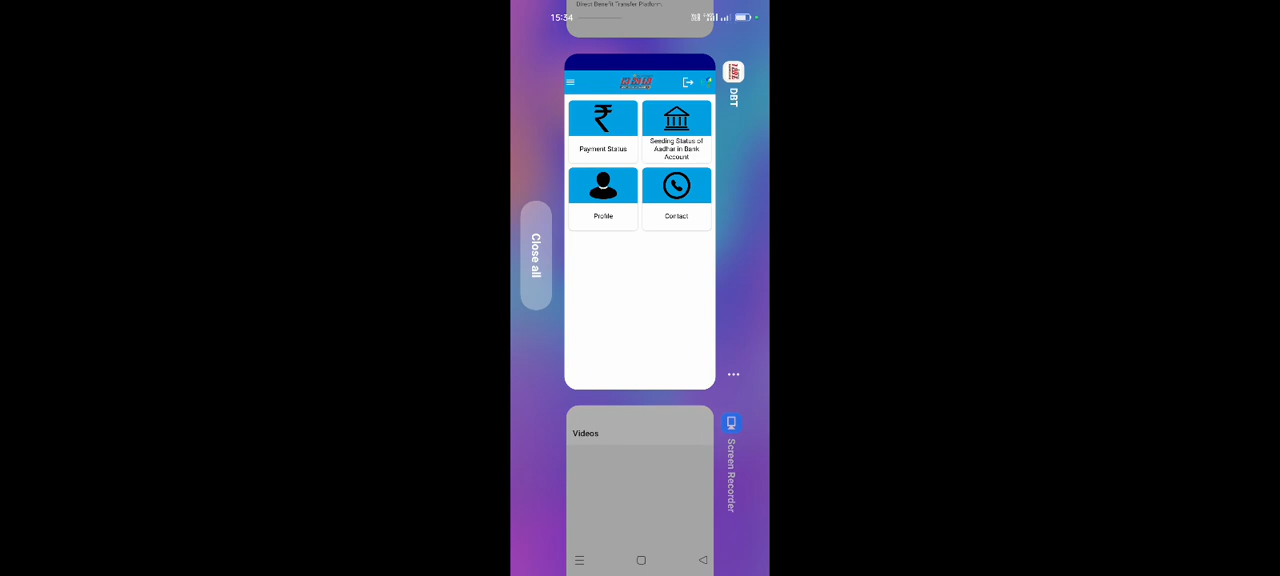 Direct Benefit Transfer Platform.
15:34
DBT
Payment Status
Seeding Status of
Aadhar in Bank
Account
Profile
Contact
Close all
Videos
Screen Recorder